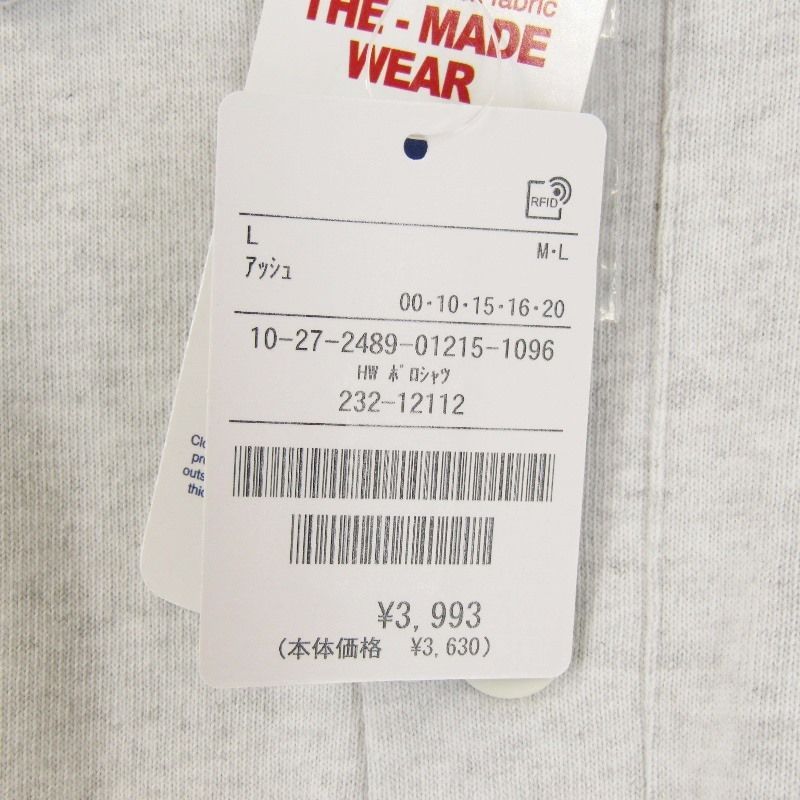 fabric
THE - MADE
WEAR
RFID
L
M・L
アッシュ
00・10・15・16・20
10-27-2489-01215-1096
HW ポロシャツ
232-12112
¥3,993
(本体価格 ¥3,630)